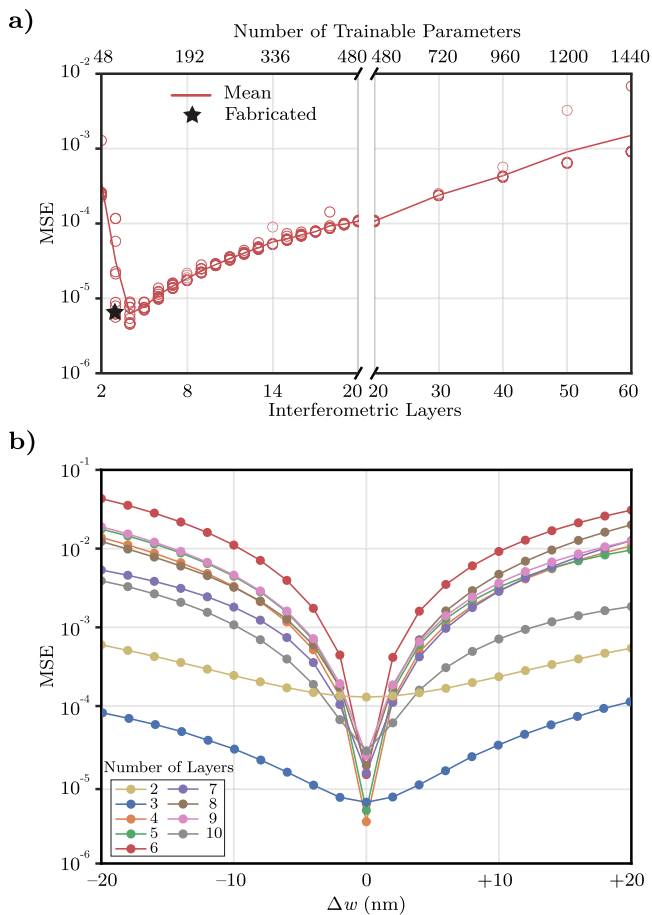 a)
Number of Trainable Parameters
48 192 336 480 480 720 960 1200 1440
Mean
Fabricated
MSE
10-2
10-3
10-4
10-5
10-6
2 8 14 20 20 30 40 50 60
Interferometric Layers
b)
MSE
10-1
10-2
10-3
10-4
10-5
10-6
Number of Layers
2 7
3 8
4 9
5 10
6
−20 −10 0 +10 +20
Δw (nm)